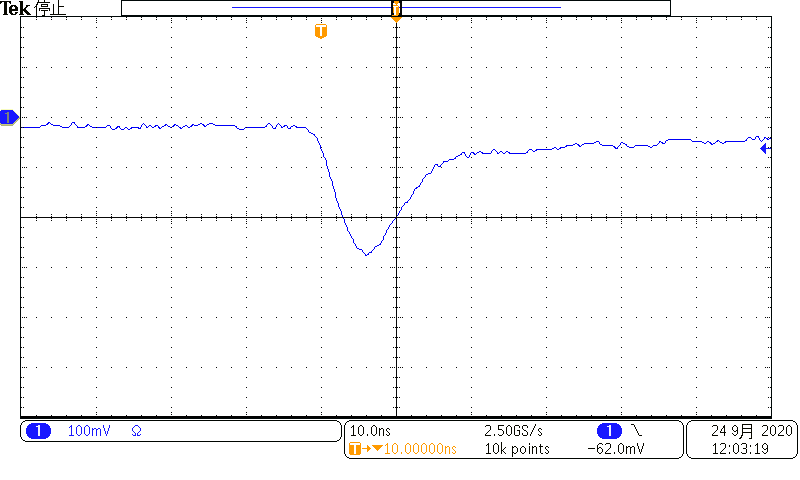 Tek 停止
T
T
1
1 100mV Ω
10.0ns 2.50GS/s 1
T→▼10.00000ns 10k points −62.0mV
24 9月 2020
12:03:19